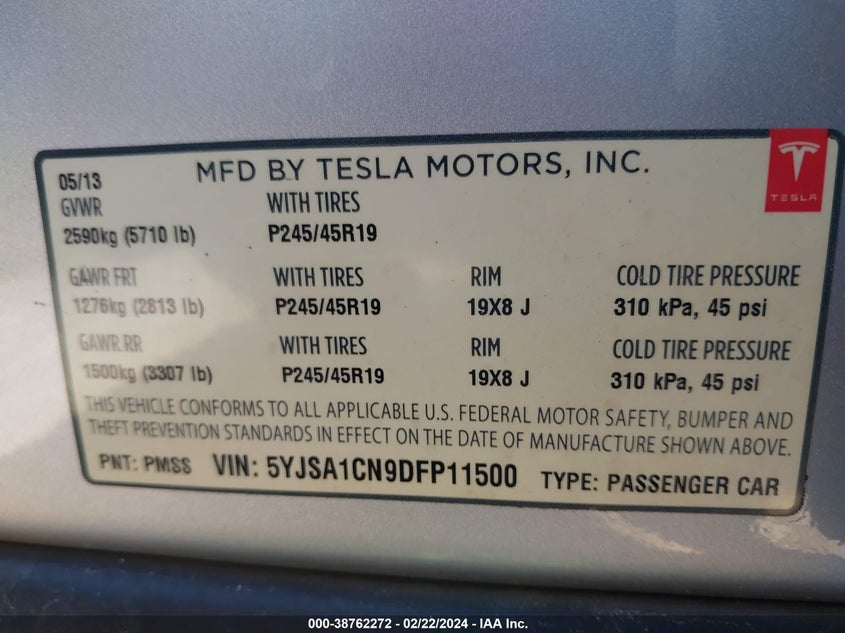 05/13 MFD BY TESLA MOTORS, INC.
TESLA
GVWR WITH TIRES
2590kg (5710 lb) P245/45R19
GAWR FRT WITH TIRES RIM COLD TIRE PRESSURE
1276kg (2813 lb) P245/45R19 19X8 J 310 kPa, 45 psi
GAWR RR WITH TIRES RIM COLD TIRE PRESSURE
1500kg (3307 lb) P245/45R19 19X8 J 310 kPa, 45 psi
THIS VEHICLE CONFORMS TO ALL APPLICABLE U.S. FEDERAL MOTOR SAFETY, BUMPER AND
THEFT PREVENTION STANDARDS IN EFFECT ON THE DATE OF MANUFACTURE SHOWN ABOVE.
PNT: PMSS VIN: 5YJSA1CN9DFP11500 TYPE: PASSENGER CAR
000-38762272 - 02/22/2024 - IAA Inc.